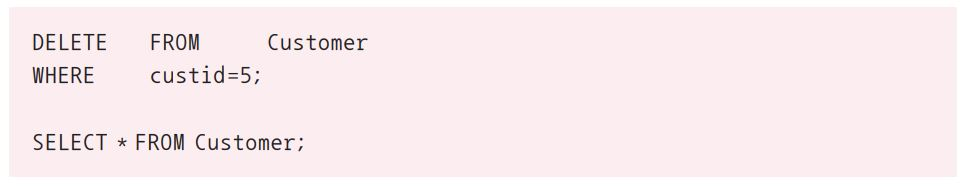 DELETE FROM Customer
WHERE custid=5;
SELECT * FROM Customer;